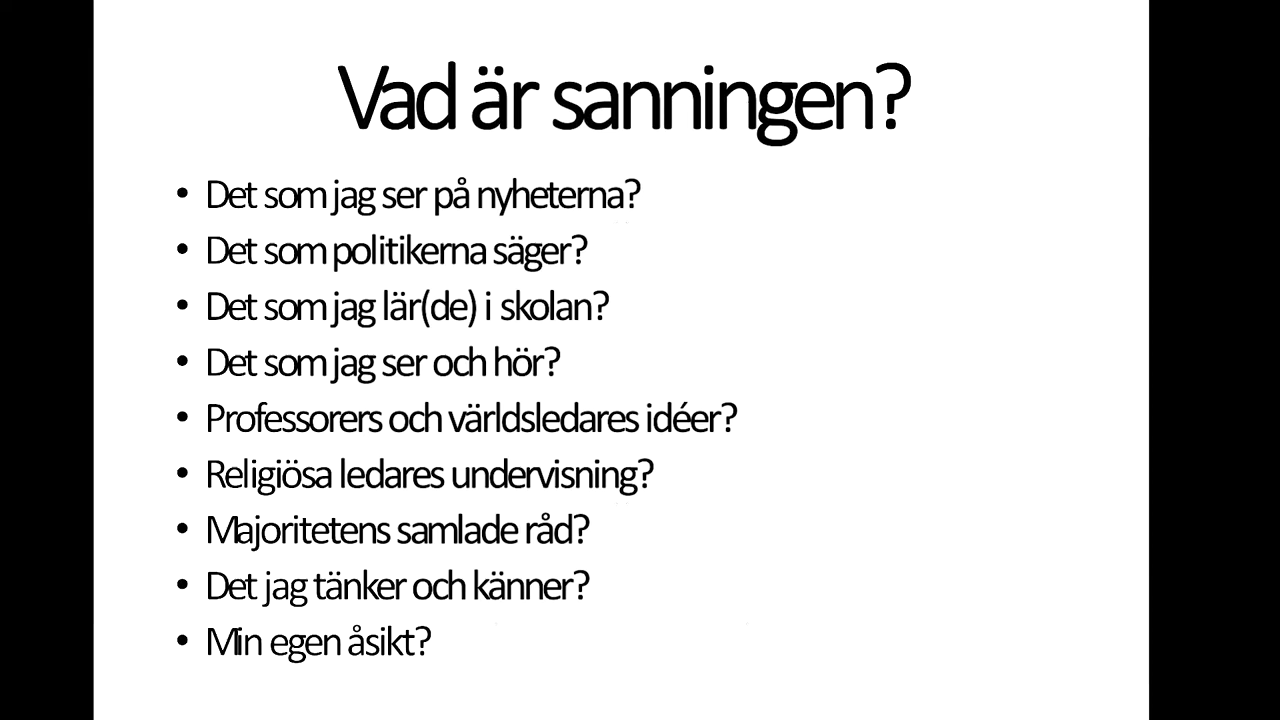 Vad är sanningen?
• Det som jag ser på nyheterna?
• Det som politikerna säger?
• Det som jag lär(de) i skolan?
• Det som jag ser och hör?
• Professorers och världsledares idéer?
• Religiösa ledares undervisning?
• Majoritetens samlade råd?
• Det jag tänker och känner?
• Min egen åsikt?